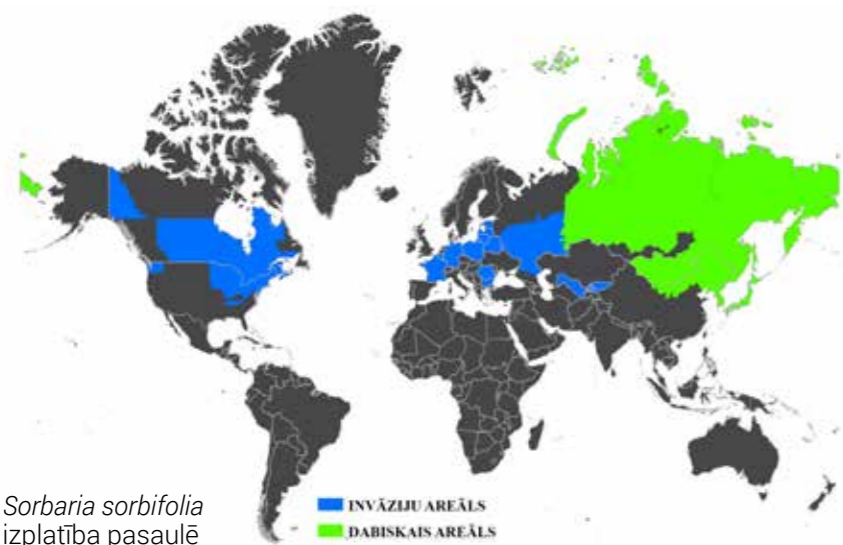 Sorbaria sorbifolia
izplatība pasaulē
INVĀZIJU AREĀLS
DABISKAIS AREĀLS